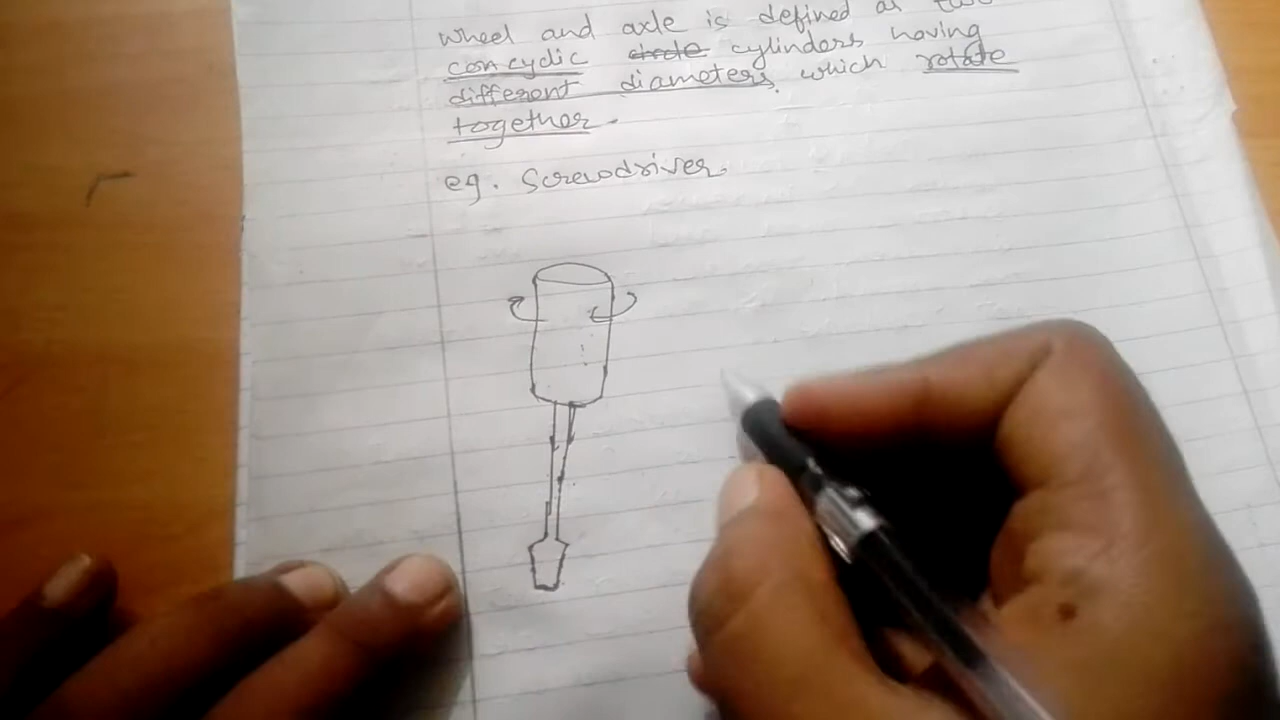 wheel and axle is defined as two
concyclic circle cylinders having
different diameters, which rotate
together.
eg. Screwdriver.